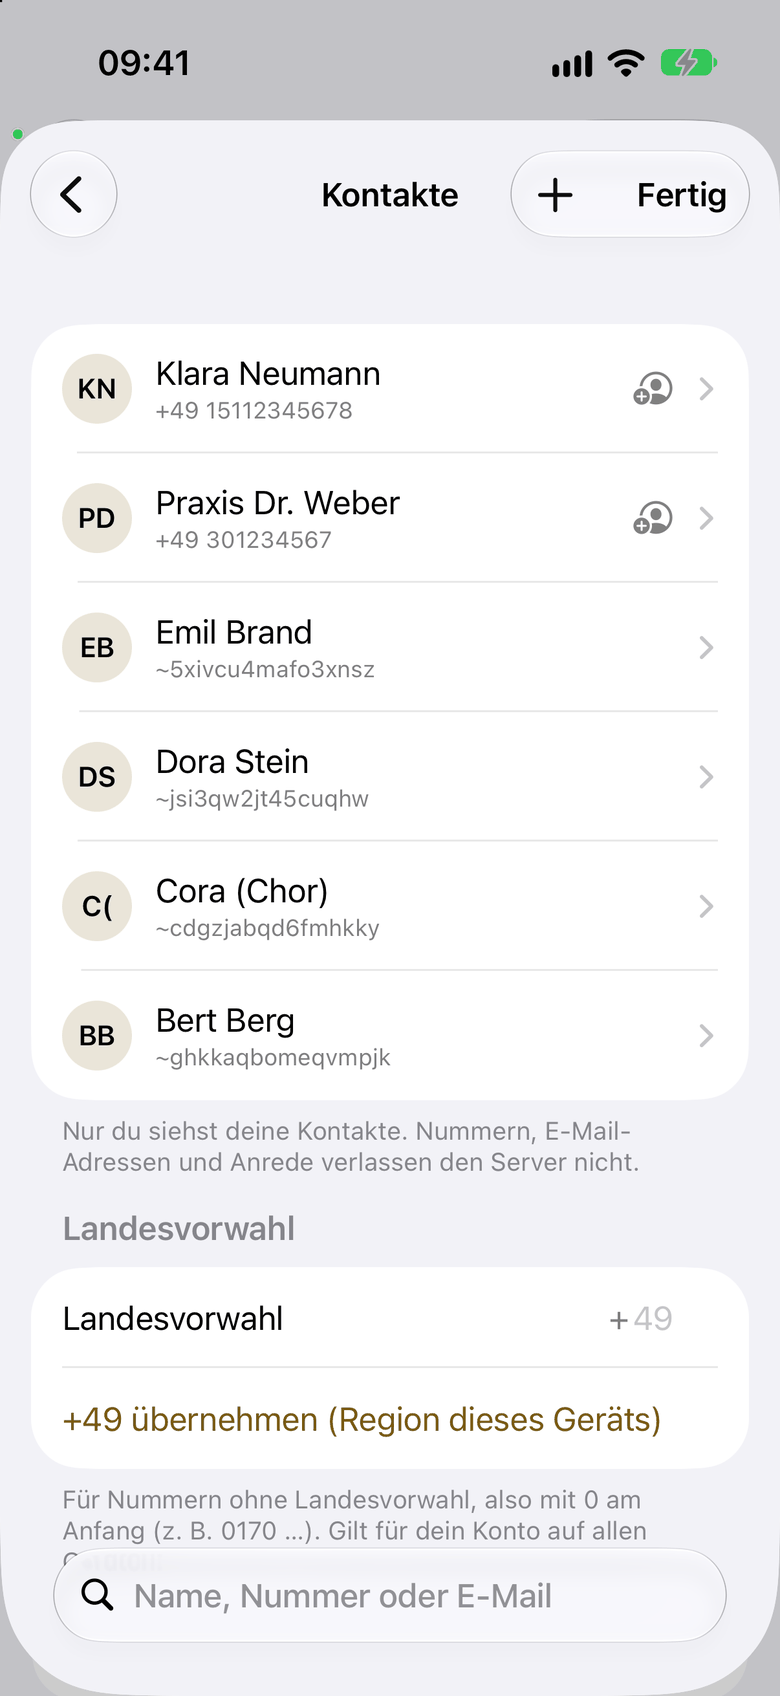 09:41
Kontakte
Fertig
KN
Klara Neumann
+49 15112345678
PD
Praxis Dr. Weber
+49 301234567
EB
Emil Brand
~5xivcu4mafo3xnsz
DS
Dora Stein
~jsi3qw2jt45cuqhw
C(
Cora (Chor)
~cdgzjabqd6fmhkky
BB
Bert Berg
~ghkkaqbomeqvmpjk
Nur du siehst deine Kontakte. Nummern, E-Mail-
Adressen und Anrede verlassen den Server nicht.
Landesvorwahl
Landesvorwahl +49
+49 übernehmen (Region dieses Geräts)
Für Nummern ohne Landesvorwahl, also mit 0 am
Anfang (z. B. 0170 …). Gilt für dein Konto auf allen
Name, Nummer oder E-Mail